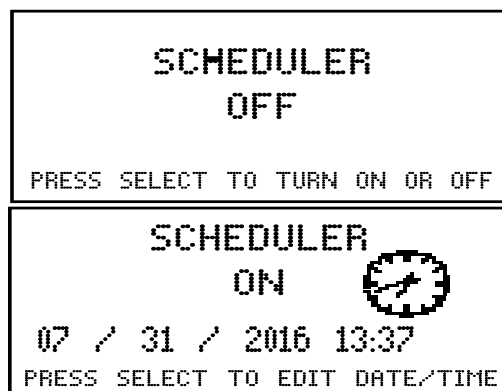 SCHEDULER
OFF
PRESS SELECT TO TURN ON OR OFF
SCHEDULER
ON
07 / 31 / 2016 13:37
PRESS SELECT TO EDIT DATE/TIME